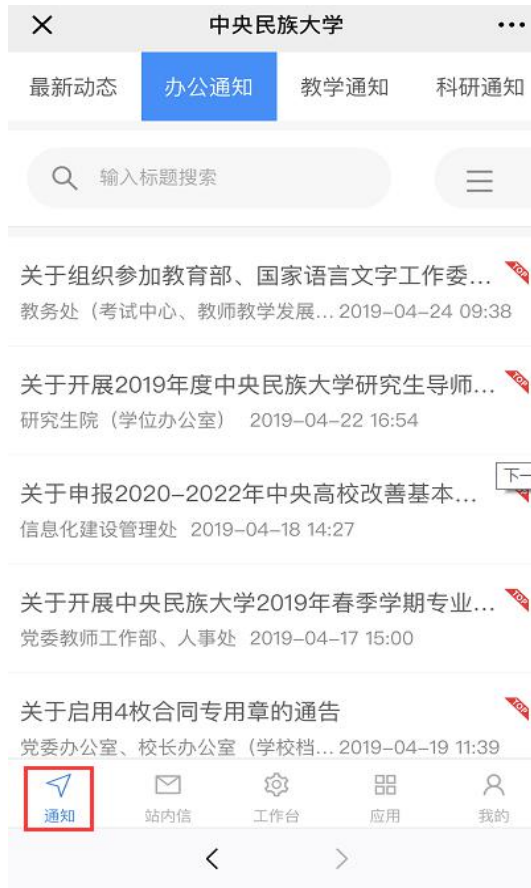 中央民族大学
最新动态 办公通知 教学通知 科研通知
输入标题搜索
关于组织参加教育部、国家语言文字工作委... TOP
教务处（考试中心、教师教学发展... 2019-04-24 09:38
关于开展2019年度中央民族大学研究生导师... TOP
研究生院（学位办公室） 2019-04-22 16:54
下一
关于申报2020-2022年中央高校改善基本...
信息化建设管理处 2019-04-18 14:27
关于开展中央民族大学2019年春季学期专业... TOP
党委教师工作部、人事处 2019-04-17 15:00
关于启用4枚合同专用章的通告 TOP
党委办公室、校长办公室（学校档... 2019-04-19 11:39
通知 站内信 工作台 应用 我的